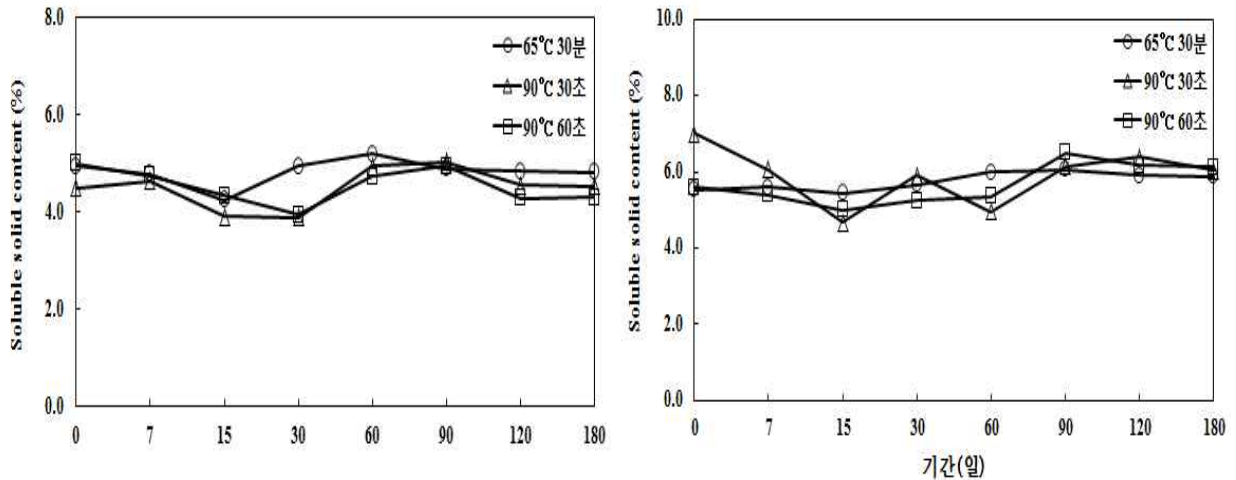 8.0
6.0
4.0
2.0
0.0
Soluble solid content (%)
65℃ 30분
90℃ 30초
90℃ 60초
0 7 15 30 60 90 120 180
10.0
8.0
6.0
4.0
2.0
0.0
Soluble solid content (%)
65℃ 30분
90℃ 30초
90℃ 60초
0 7 15 30 60 90 120 180
기간(일)